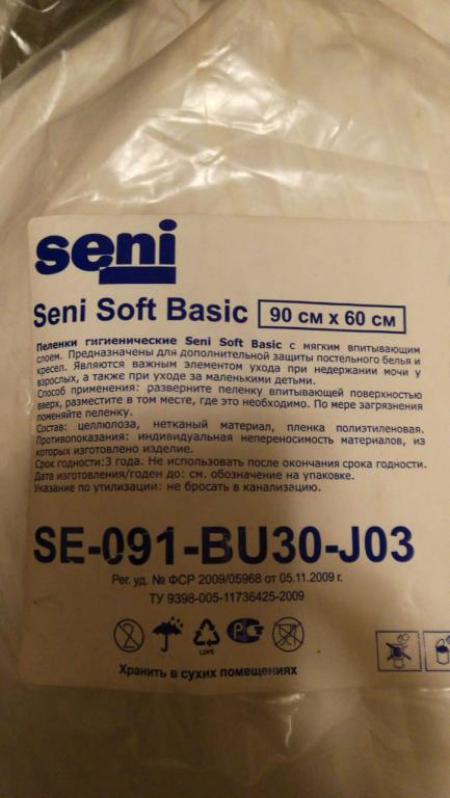 seni
Seni Soft Basic 90 см x 60 см
Пеленки гигиенические Seni Soft Basic с мягким впитывающим
слоем. Предназначены для дополнительной защиты постельного белья и
кресел. Являются важным элементом ухода при недержании мочи у
взрослых, а также при уходе за маленькими детьми.
Способ применения: разверните пеленку впитывающей поверхностью
вверх, разместите в том месте, где это необходимо. По мере загрязнения
поменяйте пеленку.
Состав: целлюлоза, нетканый материал, пленка полиэтиленовая.
Противопоказания: индивидуальная непереносимость материалов, из
которых изготовлено изделие.
Срок годности:3 года. Не использовать после окончания срока годности.
Дата изготовления/годен до: см. обозначение на упаковке.
Указание по утилизации: не бросать в канализацию.
SE-091-BU30-J03
Рег. уд. № ФСР 2009/05968 от 05.11.2009 г.
ТУ 9398-005-11736425-2009
2
LDPE
РСТ
Хранить в сухих помещениях